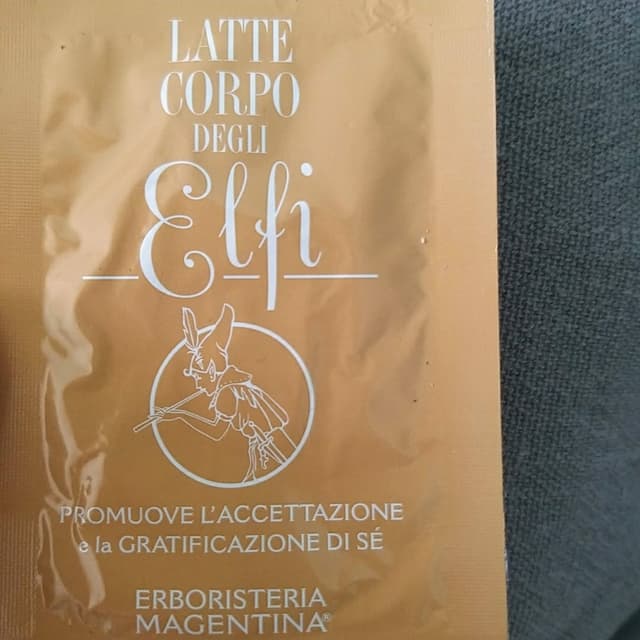 LATTE
CORPO
DEGLI
Elfi
PROMUOVE L'ACCETTAZIONE
e la GRATIFICAZIONE DI SÉ
ERBORISTERIA
MAGENTINA®